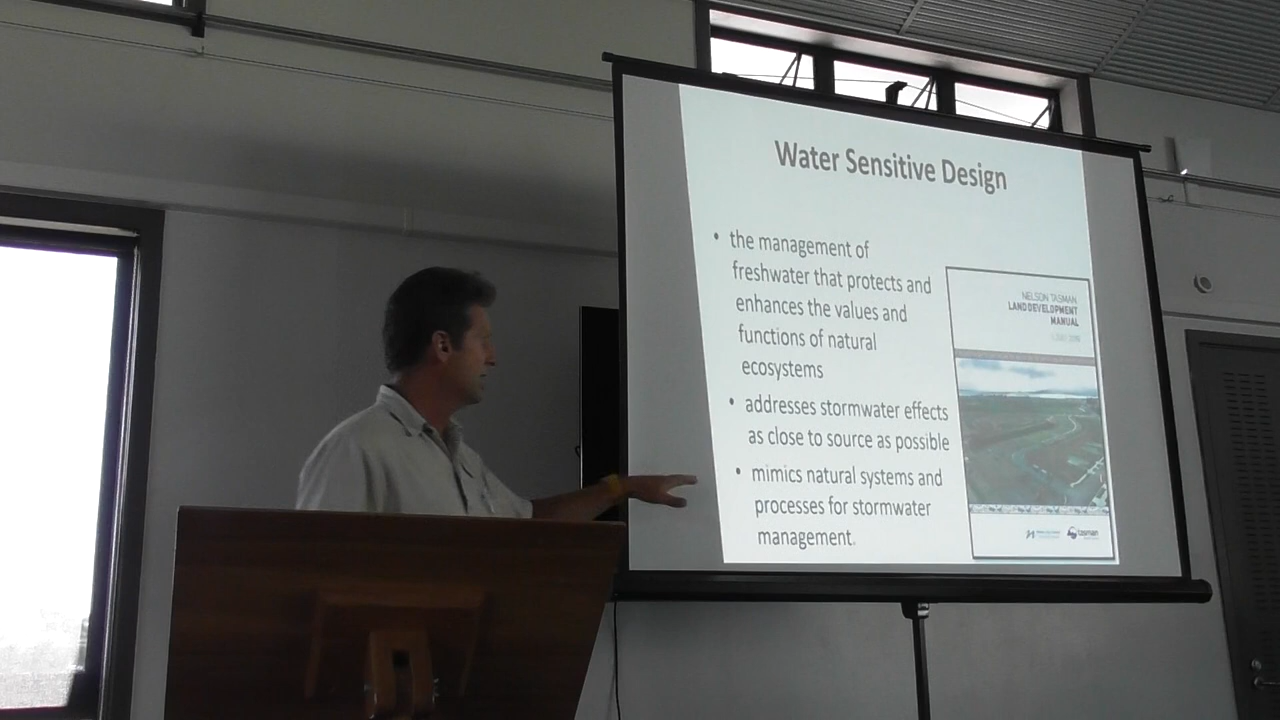 Water Sensitive Design
• the management of
freshwater that protects and
enhances the values and
functions of natural
ecosystems
• addresses stormwater effects
as close to source as possible
• mimics natural systems and
processes for stormwater
management.
NELSON TASMAN
LAND DEVELOPMENT
MANUAL
tasman